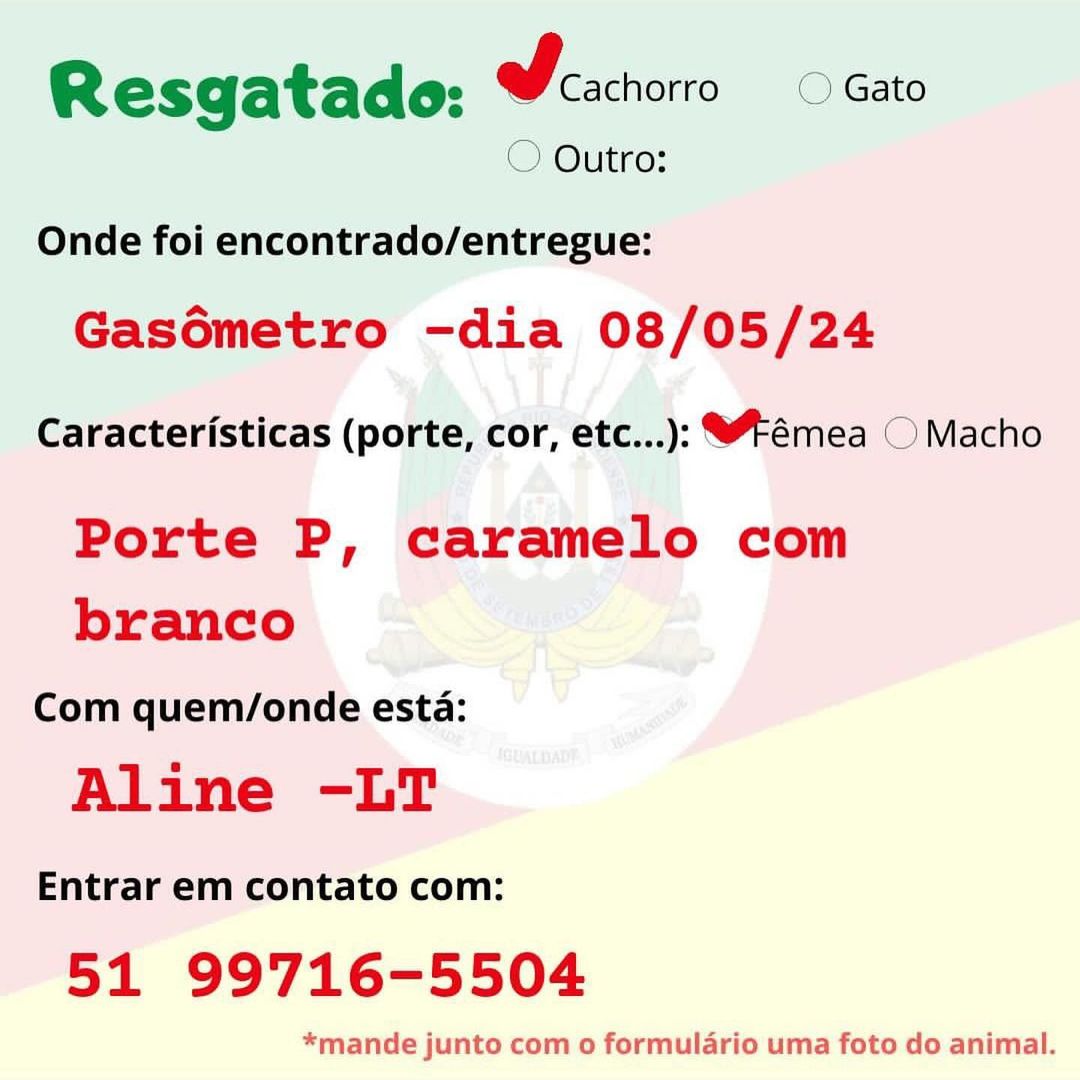 Resgatado: Cachorro Gato
Outro:
Onde foi encontrado/entregue:
Gasômetro -dia 08/05/24
Características (porte, cor, etc...): Fêmea Macho
Porte P, caramelo com
branco
Com quem/onde está:
Aline -LT
IGUALDADE HUMANIDADE
Entrar em contato com:
51 99716-5504
*mande junto com o formulário uma foto do animal.